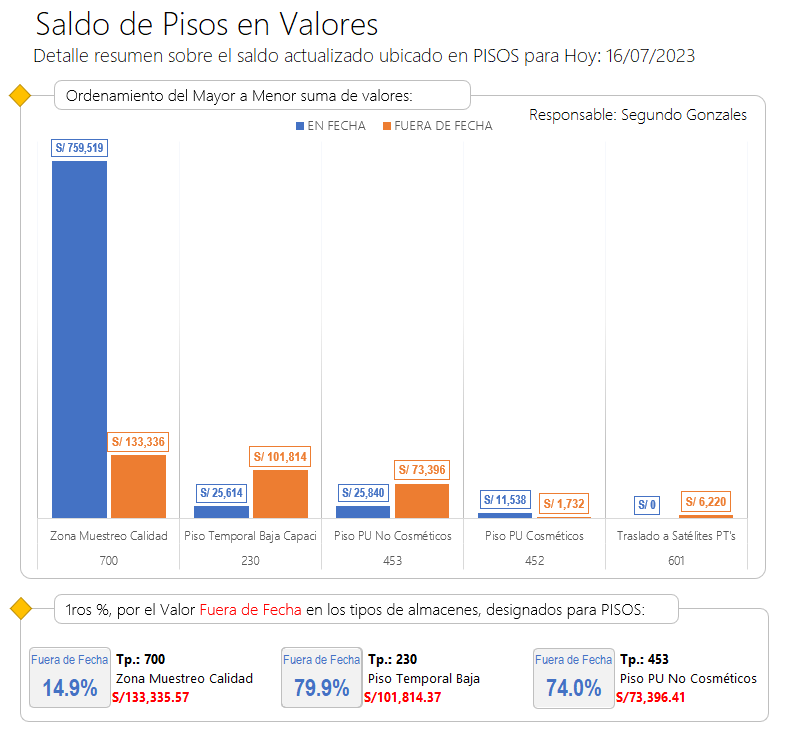 Saldo de Pisos en Valores
Detalle resumen sobre el saldo actualizado ubicado en PISOS para Hoy: 16/07/2023
Ordenamiento del Mayor a Menor suma de valores:
Responsable: Segundo Gonzales
EN FECHA FUERA DE FECHA
S/ 759,519
S/ 133,336
S/ 25,614
S/ 101,814
S/ 25,840
S/ 73,396
S/ 11,538
S/ 1,732
S/ 0
S/ 6,220
Zona Muestreo Calidad Piso Temporal Baja Capaci Piso PU No Cosméticos Piso PU Cosméticos Traslado a Satélites PT's
700 230 453 452 601
1ros %, por el Valor Fuera de Fecha en los tipos de almacenes, designados para PISOS:
Fuera de Fecha
14.9%
Tp.: 700
Zona Muestreo Calidad
S/133,335.57
Fuera de Fecha
79.9%
Tp.: 230
Piso Temporal Baja
S/101,814.37
Fuera de Fecha
74.0%
Tp.: 453
Piso PU No Cosméticos
S/73,396.41